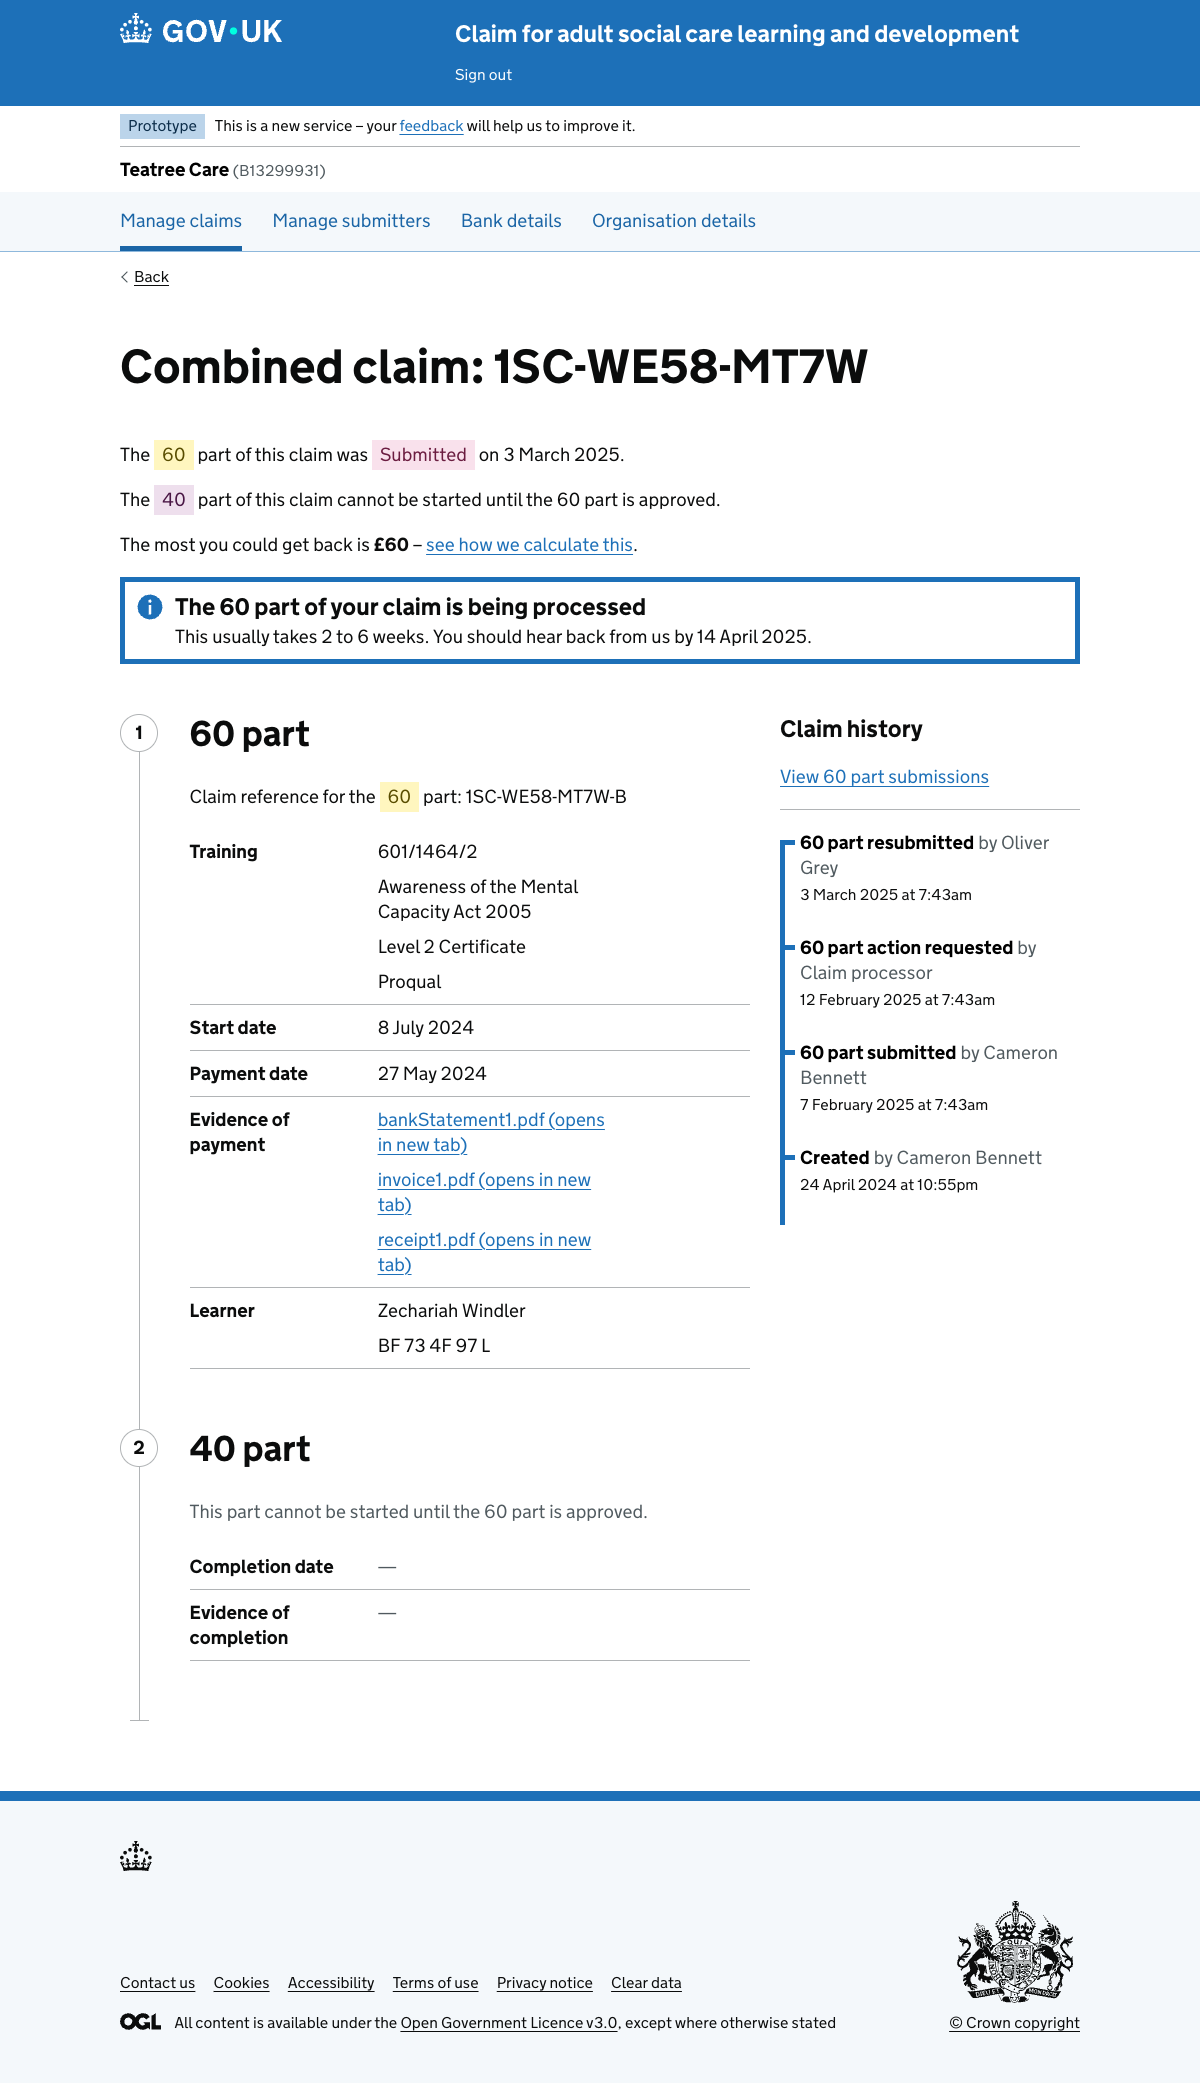 GOV·UK
Claim for adult social care learning and development
Sign out
Prototype This is a new service – your feedback will help us to improve it.
Teatree Care (B13299931)
Manage claims Manage submitters Bank details Organisation details
Back
Combined claim: 1SC-WE58-MT7W
The 60 part of this claim was Submitted on 3 March 2025.
The 40 part of this claim cannot be started until the 60 part is approved.
The most you could get back is £60 – see how we calculate this.
The 60 part of your claim is being processed
This usually takes 2 to 6 weeks. You should hear back from us by 14 April 2025.
1
60 part
Claim reference for the 60 part: 1SC-WE58-MT7W-B
Training 601/1464/2
Awareness of the Mental
Capacity Act 2005
Level 2 Certificate
Proqual
Start date 8 July 2024
Payment date 27 May 2024
Evidence of
payment
bankStatement1.pdf (opens
in new tab)
invoice1.pdf (opens in new
tab)
receipt1.pdf (opens in new
tab)
Learner Zechariah Windler
BF 73 4F 97 L
2
40 part
This part cannot be started until the 60 part is approved.
Completion date —
Evidence of
completion
—
Claim history
View 60 part submissions
60 part resubmitted by Oliver
Grey
3 March 2025 at 7:43am
60 part action requested by
Claim processor
12 February 2025 at 7:43am
60 part submitted by Cameron
Bennett
7 February 2025 at 7:43am
Created by Cameron Bennett
24 April 2024 at 10:55pm
Contact us Cookies Accessibility Terms of use Privacy notice Clear data
OGL All content is available under the Open Government Licence v3.0, except where otherwise stated
© Crown copyright